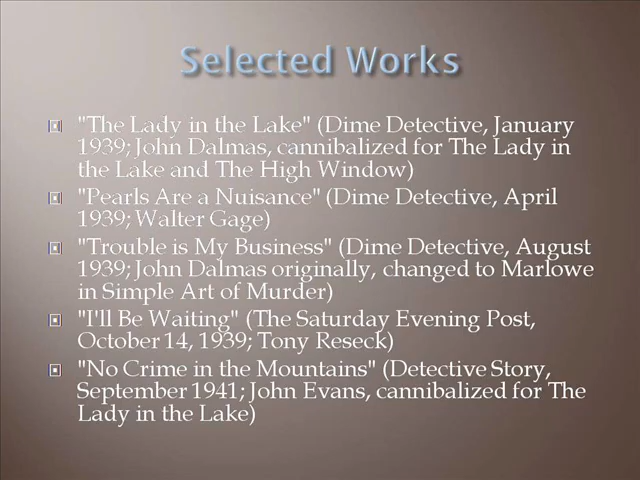 Selected Works
"The Lady in the Lake" (Dime Detective, January
1939; John Dalmas, cannibalized for The Lady in
the Lake and The High Window)
"Pearls Are a Nuisance" (Dime Detective, April
1939; Walter Gage)
"Trouble is My Business" (Dime Detective, August
1939; John Dalmas originally, changed to Marlowe
in Simple Art of Murder)
"I'll Be Waiting" (The Saturday Evening Post,
October 14, 1939; Tony Reseck)
"No Crime in the Mountains" (Detective Story,
September 1941; John Evans, cannibalized for The
Lady in the Lake)